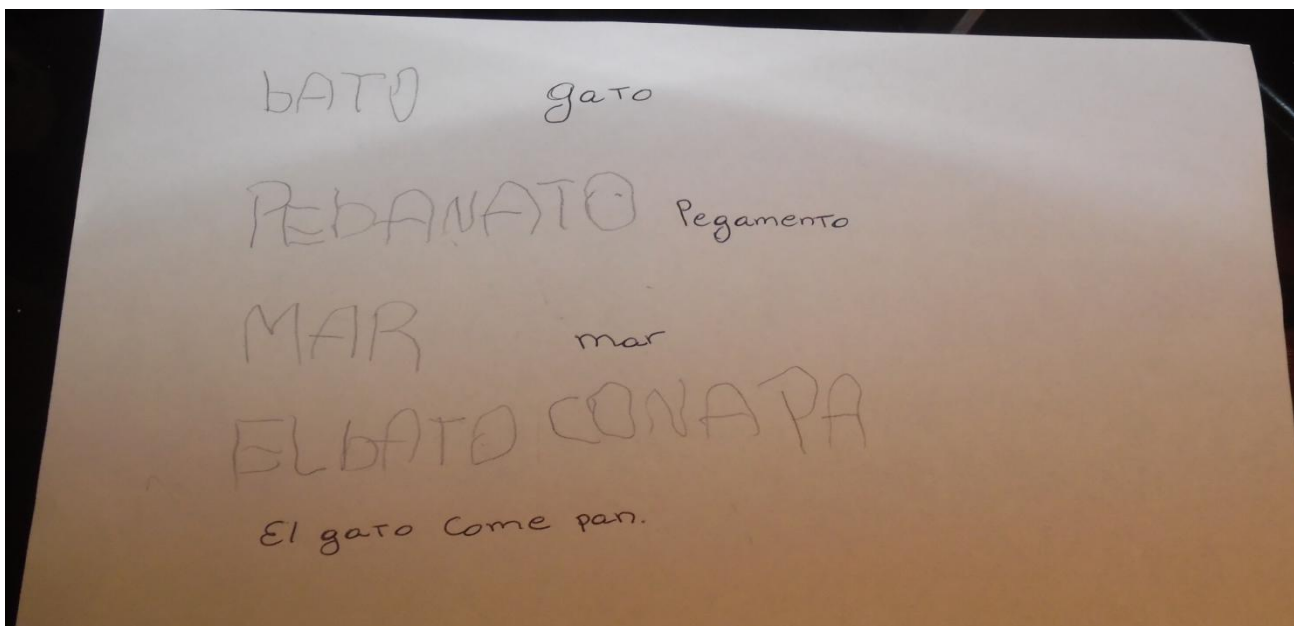 bATO gato
PEbANATO Pegamento
MAR mar
ELbATO CONAPA
El gato come pan.